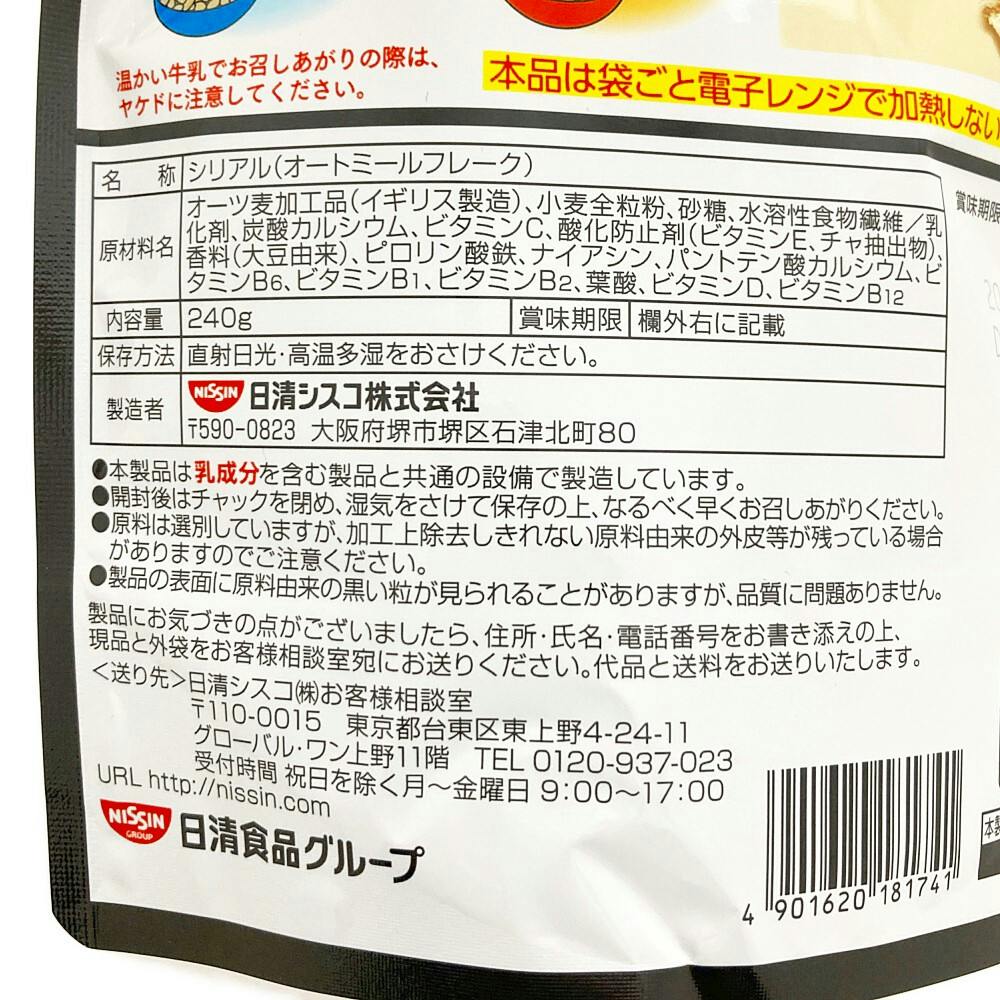 温かい牛乳でお召しあがりの際は、
ヤケドに注意してください。
本品は袋ごと電子レンジで加熱しない
名 称 シリアル(オートミールフレーク)
原材料名 オーツ麦加工品(イギリス製造)、小麦全粒粉、砂糖、水溶性食物繊維/乳
化剤、炭酸カルシウム、ビタミンC、酸化防止剤(ビタミンE、チャ抽出物)、
香料(大豆由来)、ピロリン酸鉄、ナイアシン、パントテン酸カルシウム、ビ
タミンB6、ビタミンB1、ビタミンB2、葉酸、ビタミンD、ビタミンB12
内容量 240g 賞味期限 欄外右に記載
保存方法 直射日光・高温多湿をおさけください。
製造者 NISSIN 日清シスコ株式会社
〒590-0823 大阪府堺市堺区石津北町80
賞味期限
●本製品は乳成分を含む製品と共通の設備で製造しています。
●開封後はチャックを閉め、湿気をさけて保存の上、なるべく早くお召しあがりください。
●原料は選別していますが、加工上除去しきれない原料由来の外皮等が残っている場合
がありますのでご注意ください。
●製品の表面に原料由来の黒い粒が見られることがありますが、品質に問題ありません。
製品にお気づきの点がございましたら、住所・氏名・電話番号をお書き添えの上、
現品と外袋をお客様相談室宛にお送りください。代品と送料をお送りいたします。
<送り先>日清シスコ㈱お客様相談室
〒110-0015 東京都台東区東上野4-24-11
グローバル・ワン上野11階 TEL 0120-937-023
受付時間 祝日を除く月〜金曜日 9:00〜17:00
URL http://nissin.com
NISSIN GROUP 日清食品グループ
4 901620 181741
本製